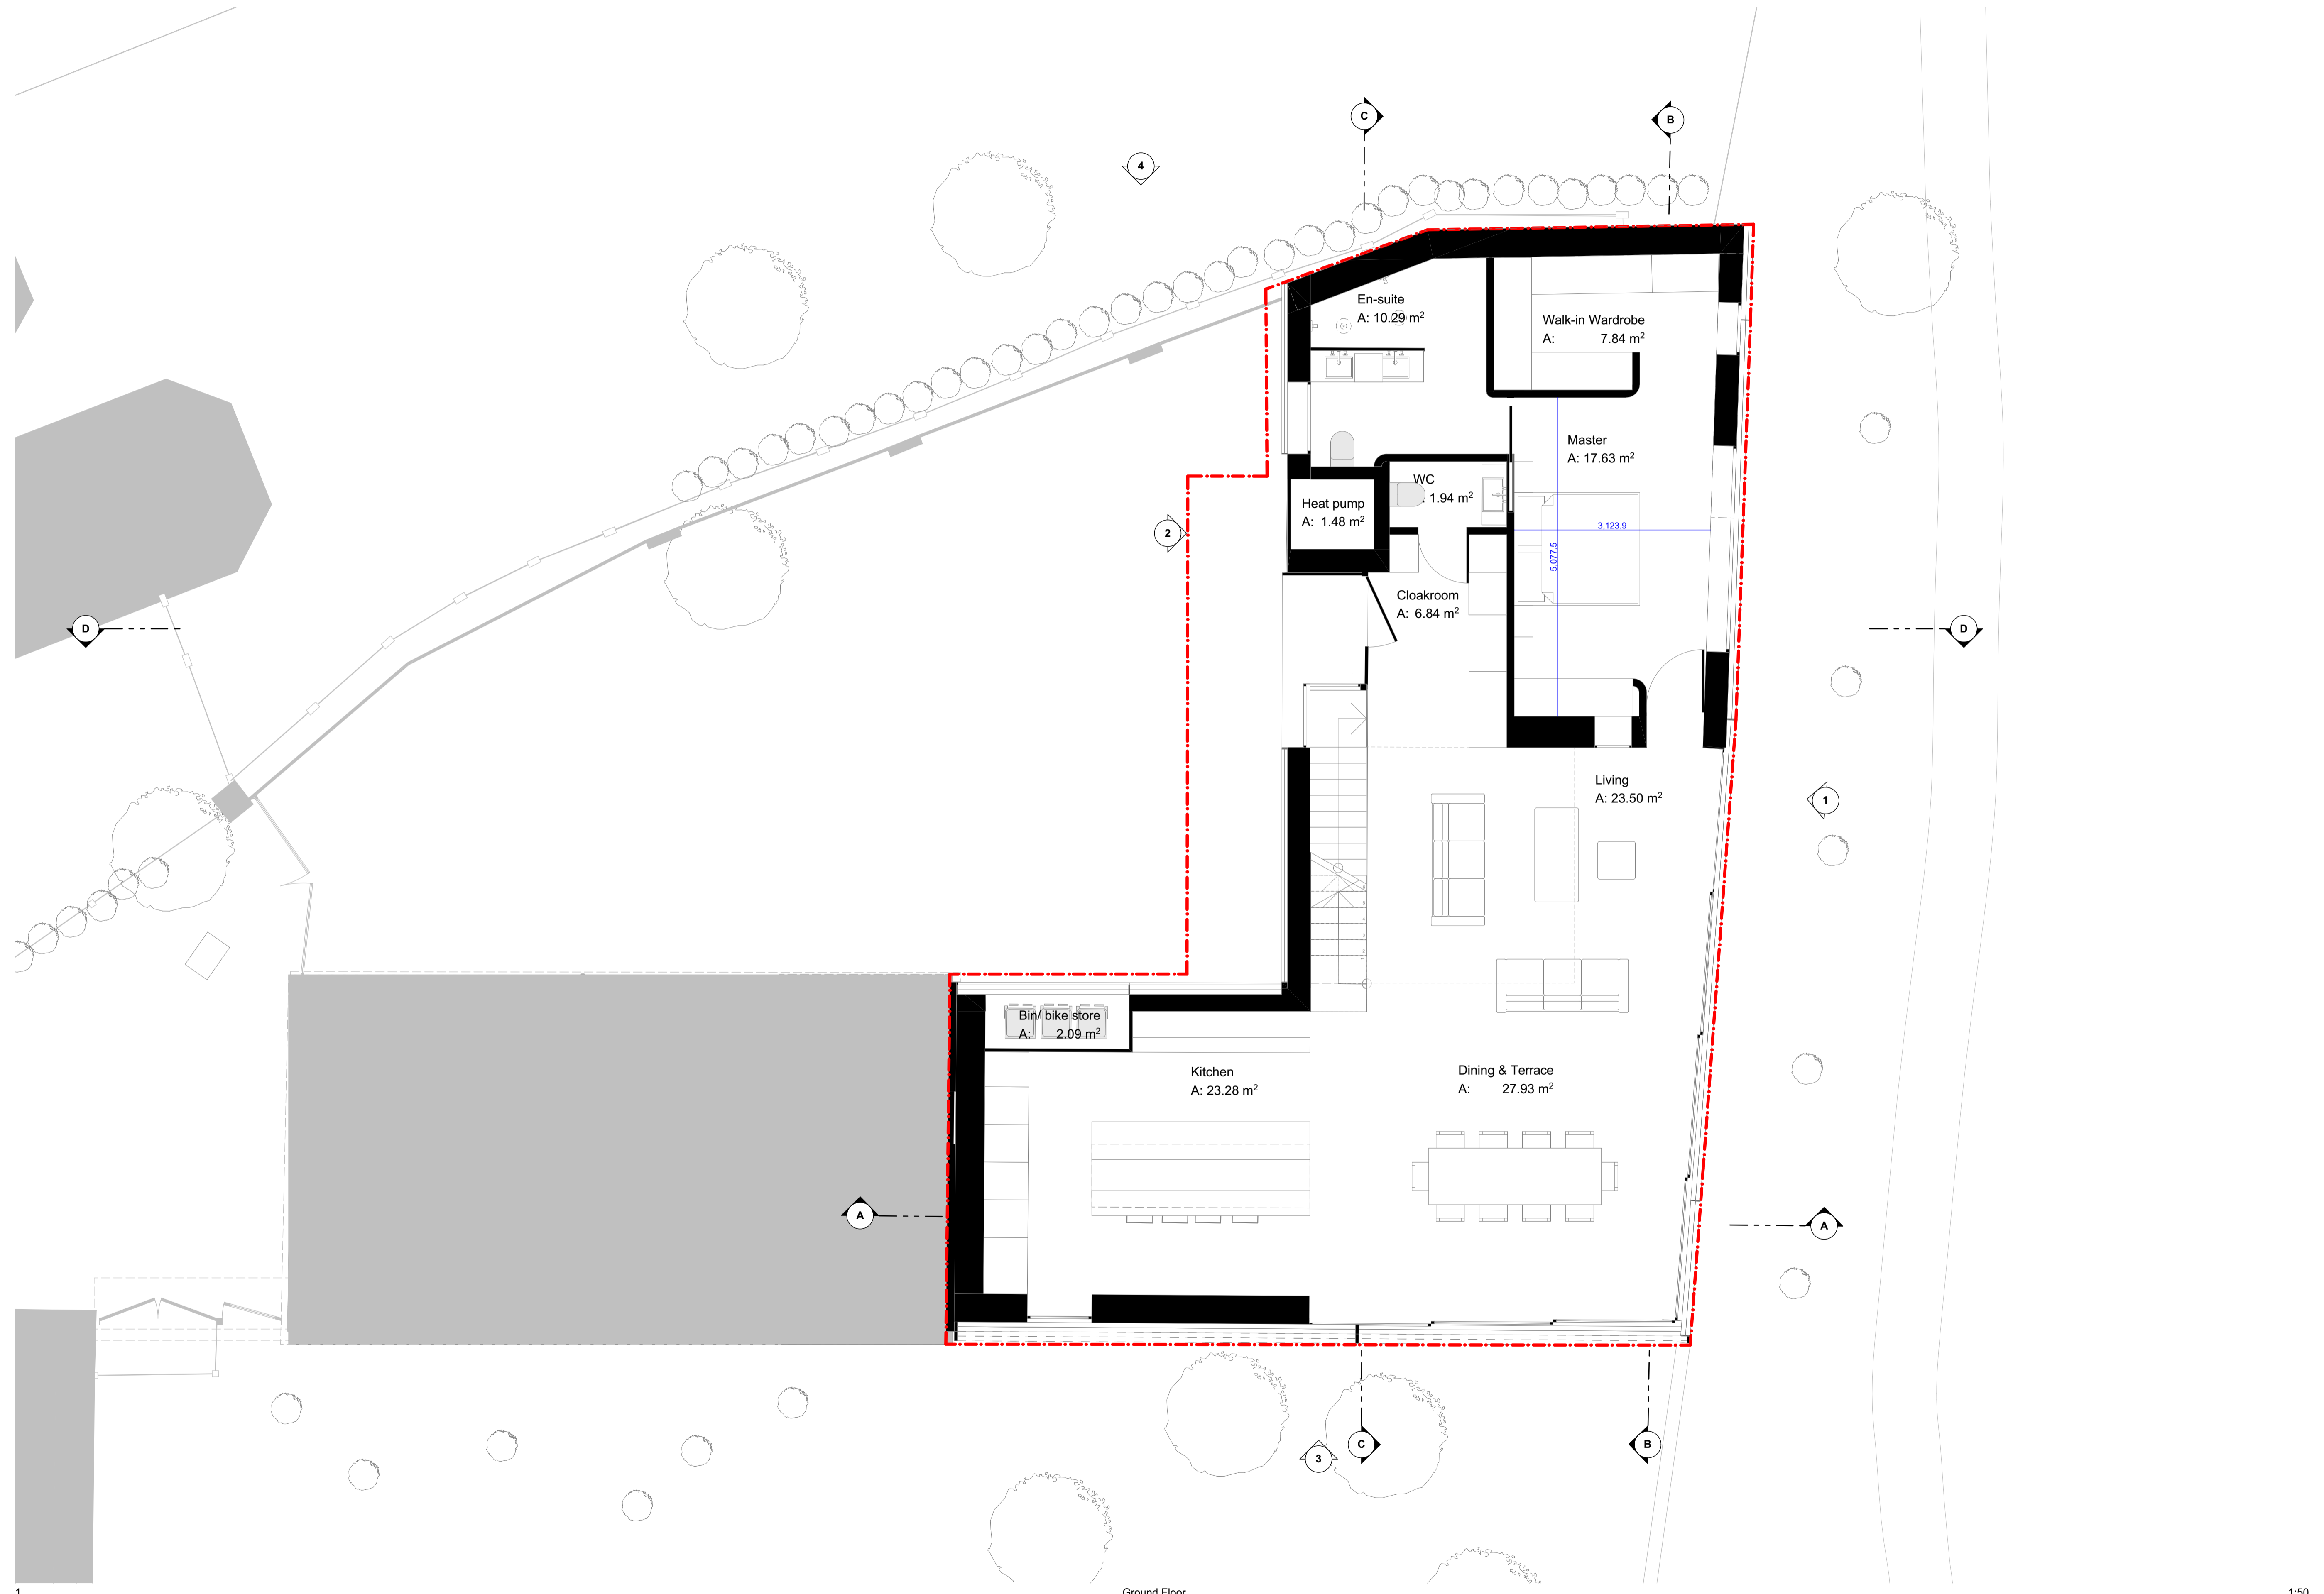 C
B
4
En-suite
A: 10.29 m²
Walk-in Wardrobe
A: 7.84 m²
Master
A: 17.63 m²
WC
: 1.94 m²
Heat pump
A: 1.48 m²
3,123.9
5,077.5
2
Cloakroom
A: 6.84 m²
D
D
Living
A: 23.50 m²
1
Bin/ bike store
A: 2.09 m²
Kitchen
A: 23.28 m²
Dining & Terrace
A: 27.93 m²
A
A
3
C
B
1
Ground Floor
1:50